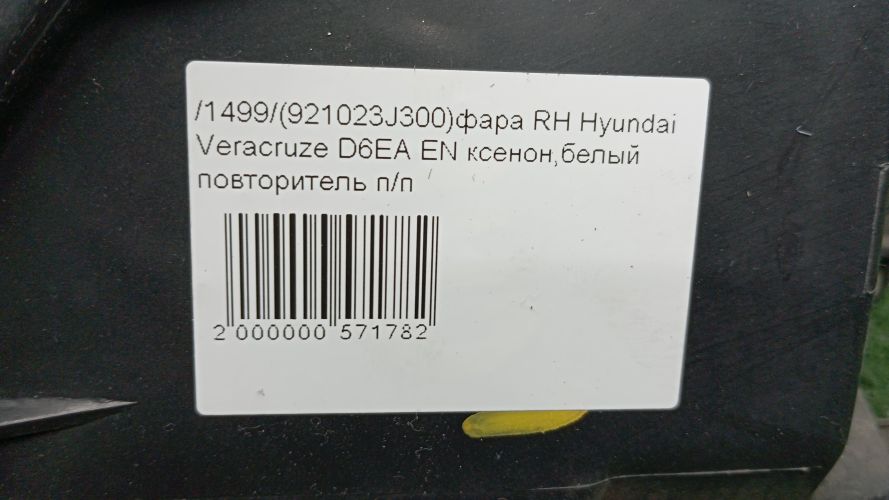 /1499/(921023J300)фара RH Hyundai
Veracruze D6EA EN ксенон,белый
повторитель п/п
2 000000 571782